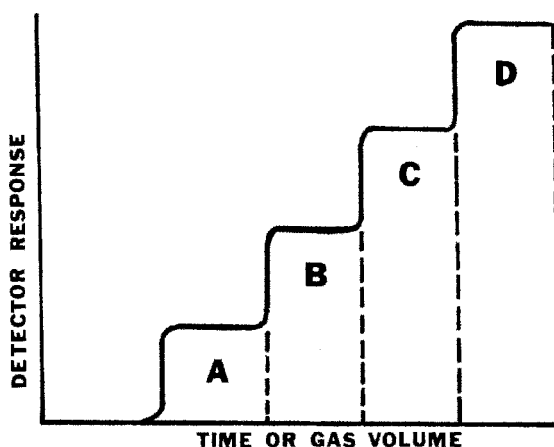 DETECTOR RESPONSE
D
C
B
A
TIME OR GAS VOLUME